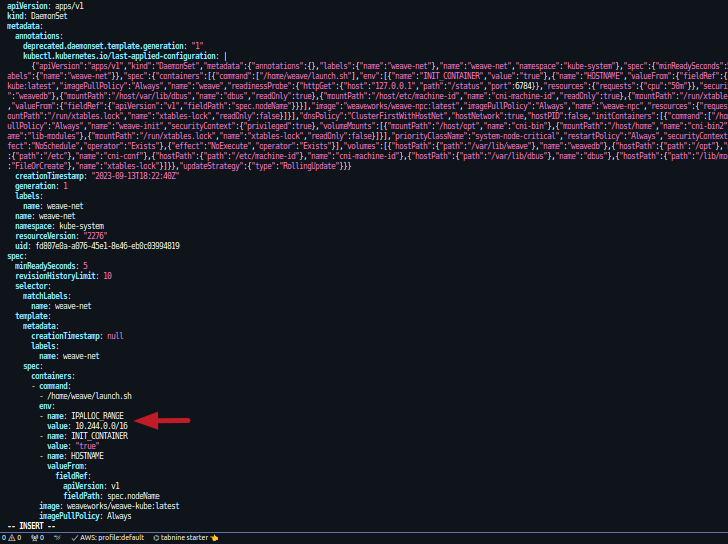 apiVersion: apps/v1
kind: DaemonSet
metadata:
  annotations:
    deprecated.daemonset.template.generation: "1"
    kubectl.kubernetes.io/last-applied-configuration: |
      {"apiVersion":"apps/v1","kind":"DaemonSet","metadata":{"annotations":{},"labels":{"name":"weave-net"},"name":"weave-net","namespace":"kube-system"},"spec":{"minReadySeconds":
abels":{"name":"weave-net"}},"spec":{"containers":[{"command":["/home/weave/launch.sh"],"env":[{"name":"INIT_CONTAINER","value":"true"},{"name":"HOSTNAME","valueFrom":{"fieldRef":{
kube:latest","imagePullPolicy":"Always","name":"weave","readinessProbe":{"httpGet":{"host":"127.0.0.1","path":"/status","port":6784}},"resources":{"requests":{"cpu":"50m"}},"securi
":"weavedb"},{"mountPath":"/host/var/lib/dbus","name":"dbus","readOnly":true},{"mountPath":"/host/etc/machine-id","name":"cni-machine-id","readOnly":true},{"mountPath":"/run/xtable
,"valueFrom":{"fieldRef":{"apiVersion":"v1","fieldPath":"spec.nodeName"}}}],"image":"weaveworks/weave-npc:latest","imagePullPolicy":"Always","name":"weave-npc","resources":{"reques
ountPath":"/run/xtables.lock","name":"xtables-lock","readOnly":false}]}],"dnsPolicy":"ClusterFirstWithHostNet","hostNetwork":true,"hostPID":false,"initContainers":[{"command":["/ho
ullPolicy":"Always","name":"weave-init","securityContext":{"privileged":true},"volumeMounts":[{"mountPath":"/host/opt","name":"cni-bin"},{"mountPath":"/host/home","name":"cni-bin2"
ame":"lib-modules"},{"mountPath":"/run/xtables.lock","name":"xtables-lock","readOnly":false}]}],"priorityClassName":"system-node-critical","restartPolicy":"Always","securityContext
fect":"NoSchedule","operator":"Exists"},{"effect":"NoExecute","operator":"Exists"}],"volumes":[{"hostPath":{"path":"/var/lib/weave"},"name":"weavedb"},{"hostPath":{"path":"/opt"},"
:{"path":"/etc"},"name":"cni-conf"},{"hostPath":{"path":"/etc/machine-id"},"name":"cni-machine-id"},{"hostPath":{"path":"/var/lib/dbus"},"name":"dbus"},{"hostPath":{"path":"/lib/mo
:"FileOrCreate"},"name":"xtables-lock"}]}},"updateStrategy":{"type":"RollingUpdate"}}}
  creationTimestamp: "2023-09-13T18:22:40Z"
  generation: 1
  labels:
    name: weave-net
  name: weave-net
  namespace: kube-system
  resourceVersion: "2276"
  uid: fd807e0a-a076-45e1-8e46-eb0c03994819
spec:
  minReadySeconds: 5
  revisionHistoryLimit: 10
  selector:
    matchLabels:
      name: weave-net
  template:
    metadata:
      creationTimestamp: null
      labels:
        name: weave-net
    spec:
      containers:
      - command:
        - /home/weave/launch.sh
        env:
        - name: IPALLOC_RANGE
          value: 10.244.0.0/16
        - name: INIT_CONTAINER
          value: "true"
        - name: HOSTNAME
          valueFrom:
            fieldRef:
              apiVersion: v1
              fieldPath: spec.nodeName
        image: weaveworks/weave-kube:latest
        imagePullPolicy: Always
-- INSERT --
0 0 0 AWS: profile:default tabnine starter